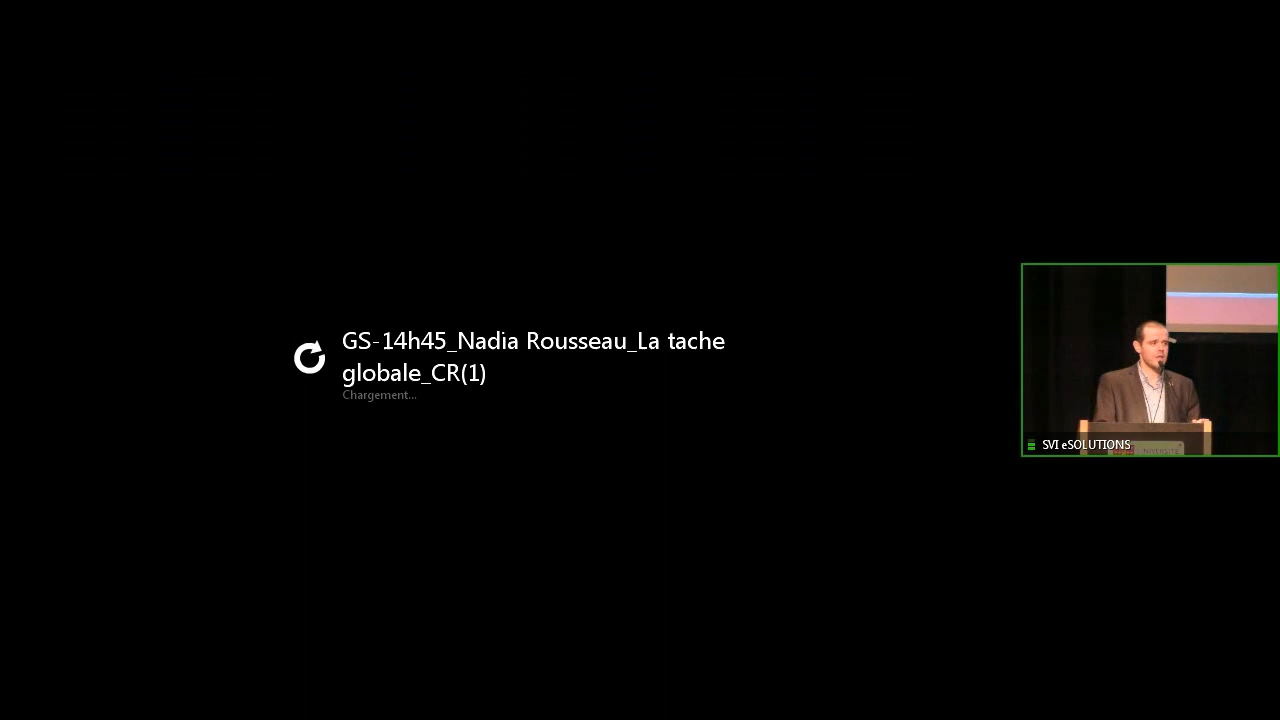 GS-14h45_Nadia Rousseau_La tache
globale_CR(1)
Chargement...
SVI eSOLUTIONS